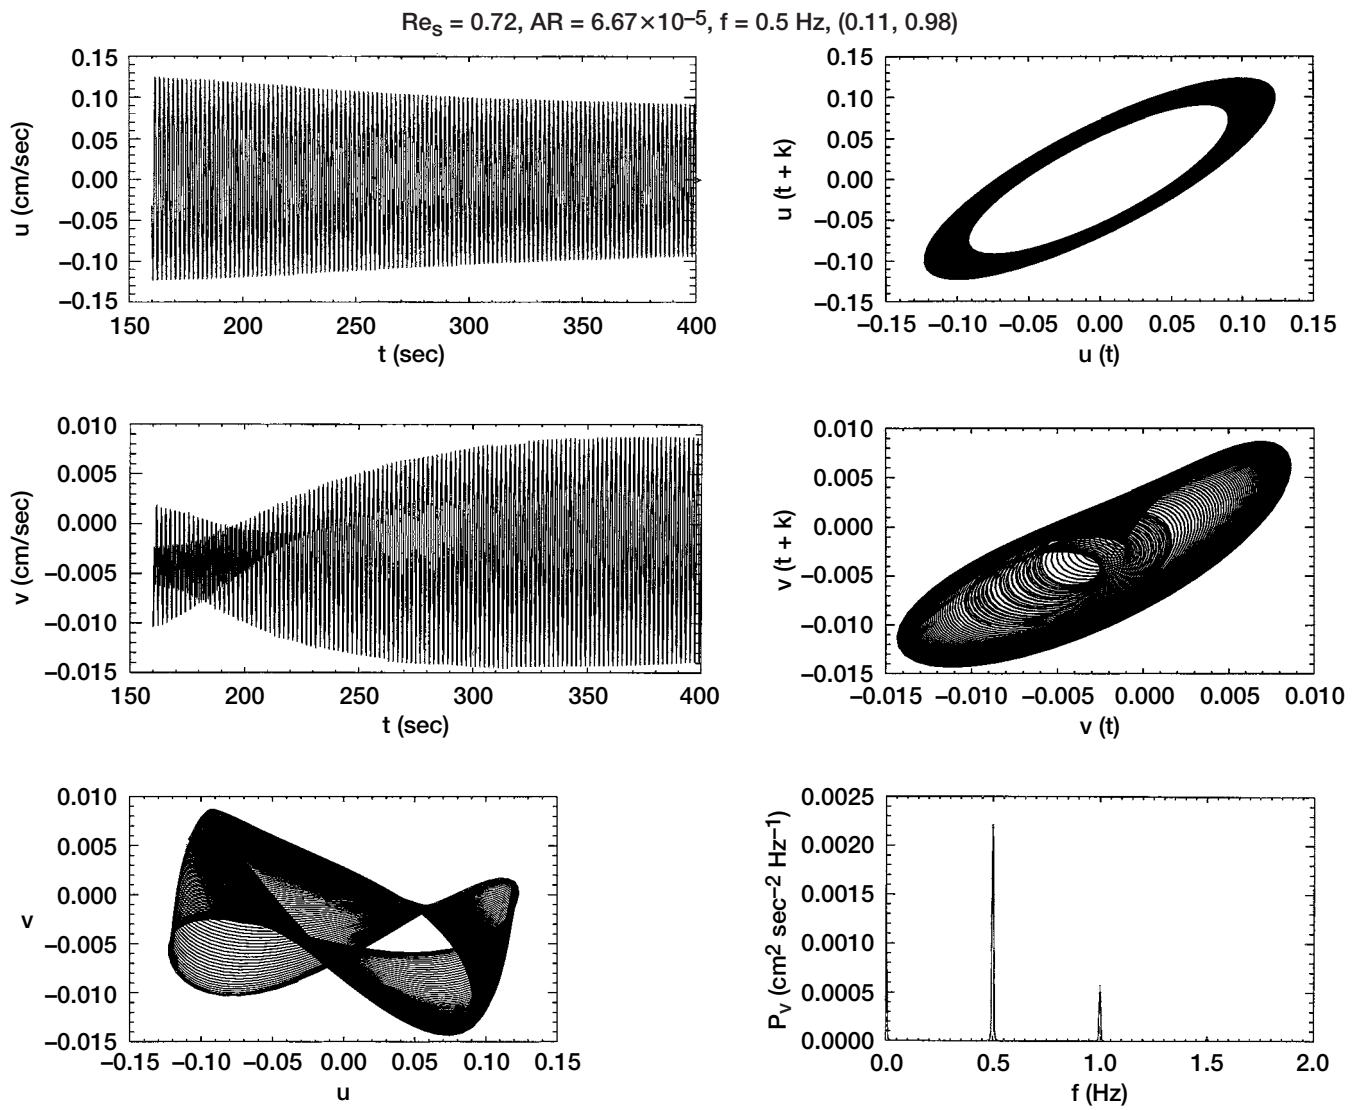 Reₛ = 0.72, AR = 6.67×10⁻⁵, f = 0.5 Hz, (0.11, 0.98)
u (cm/sec)
0.15
0.10
0.05
0.00
−0.05
−0.10
−0.15
150 200 250 300 350 400
t (sec)
u (t + k)
0.15
0.10
0.05
0.00
−0.05
−0.10
−0.15
−0.15 −0.10 −0.05 0.00 0.05 0.10 0.15
u (t)
v (cm/sec)
0.010
0.005
0.000
−0.005
−0.010
−0.015
150 200 250 300 350 400
t (sec)
v (t + k)
0.010
0.005
0.000
−0.005
−0.010
−0.015
−0.015 −0.010 −0.005 0.000 0.005 0.010
v (t)
v
0.010
0.005
0.000
−0.005
−0.010
−0.015
−0.15 −0.10 −0.05 0.00 0.05 0.10 0.15
u
Pᵥ (cm² sec⁻² Hz⁻¹)
0.0025
0.0020
0.0015
0.0010
0.0005
0.0000
0.0 0.5 1.0 1.5 2.0
f (Hz)